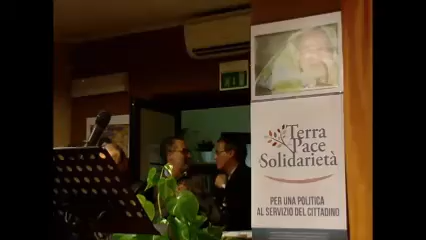 Terra
Pace
Solidarietà
PER UNA POLITICA
AL SERVIZIO DEL CITTADINO